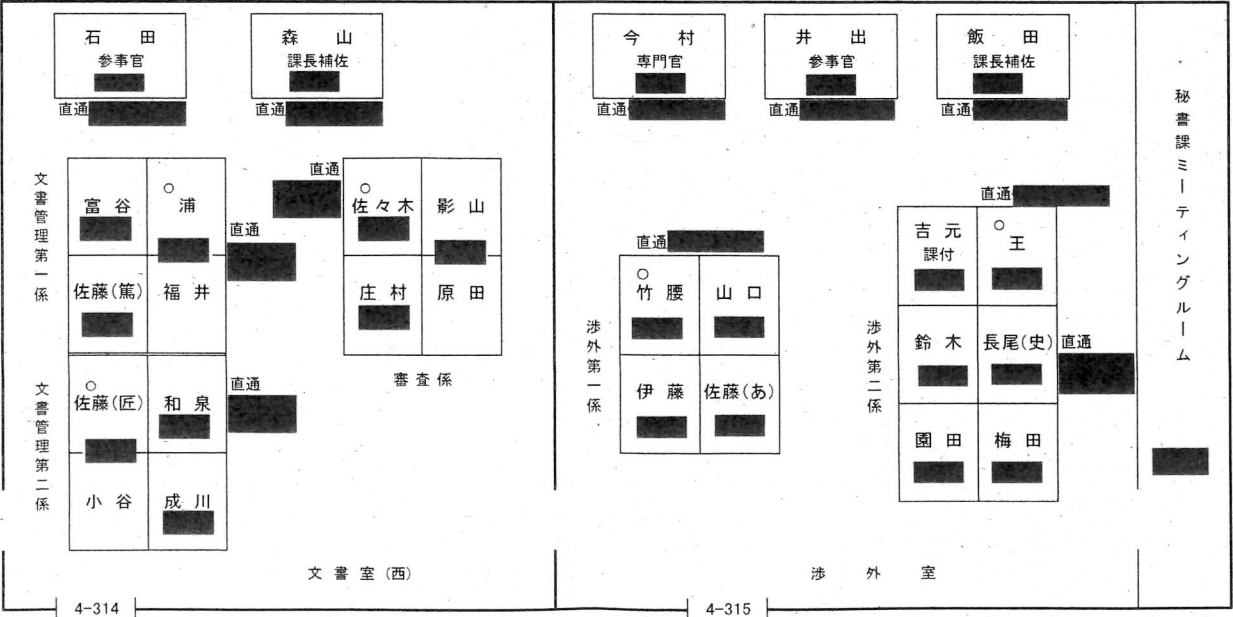 石田
参事官
直通
森山
課長補佐
直通
文書管理第一係
富谷
○
浦
直通
佐藤(篤)
福井
直通
○
佐々木
影山
庄村
原田
審査係
文書管理第二係
○
佐藤(匠)
和泉
直通
小谷
成川
文書室(西)
4-314
今村
専門官
直通
井出
参事官
直通
飯田
課長補佐
直通
直通
渉外第一係
○
竹腰
山口
伊藤
佐藤(あ)
直通
渉外第二係
吉元
課付
○
王
鈴木
長尾(史)
直通
園田
梅田
渉外室
4-315
秘書課ミーティングルーム